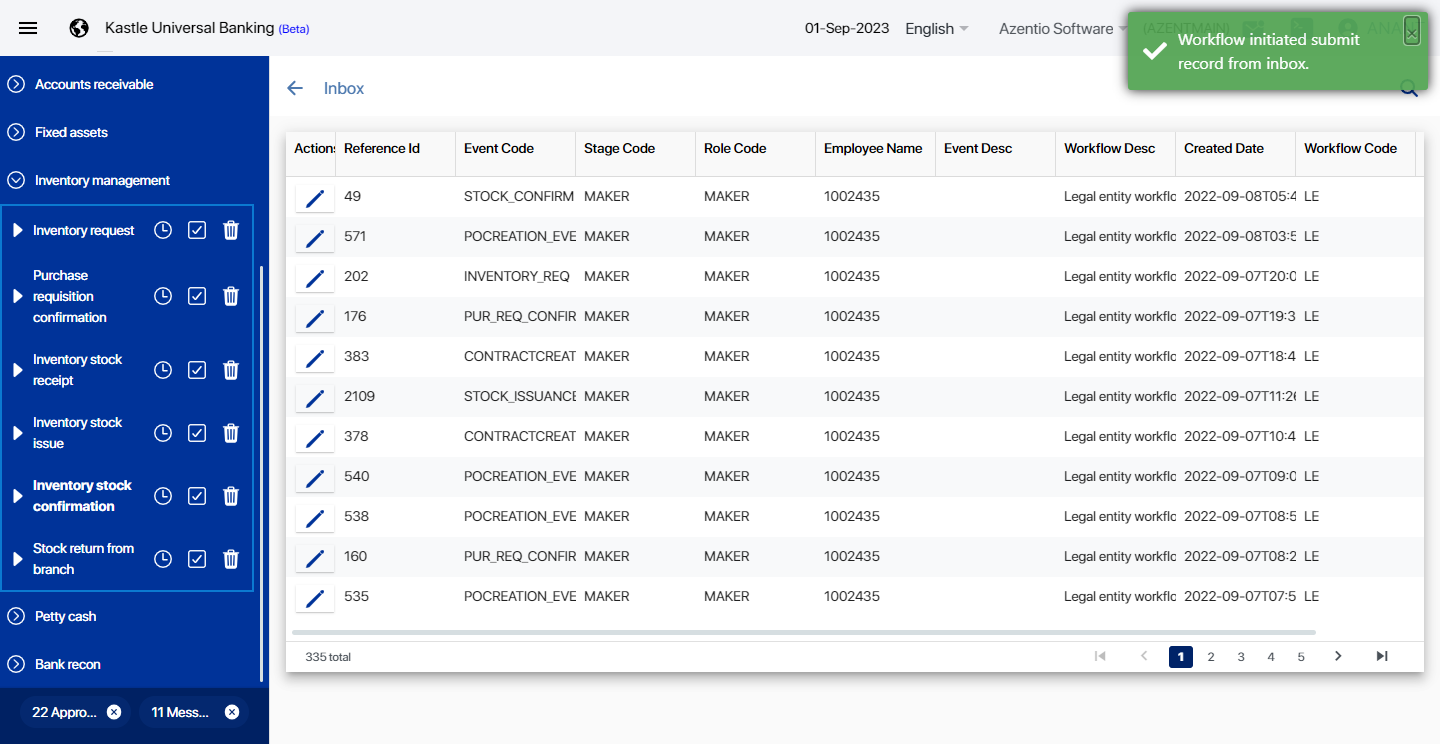 Kastle Universal Banking (Beta)
01-Sep-2023
English
Azentio Software
(AZENTMAIN)
Workflow initiated submit
record from inbox.
Accounts receivable
Fixed assets
Inventory management
Inventory request
Purchase
requisition
confirmation
Inventory stock
receipt
Inventory stock
issue
Inventory stock
confirmation
Stock return from
branch
Petty cash
Bank recon
22 Appro...
11 Mess...
Inbox
Actions Reference Id Event Code Stage Code Role Code Employee Name Event Desc Workflow Desc Created Date Workflow Code
49 STOCK_CONFIRM MAKER MAKER 1002435 Legal entity workflo 2022-09-08T05:4 LE
571 POCREATION_EVE MAKER MAKER 1002435 Legal entity workflo 2022-09-08T03:5 LE
202 INVENTORY_REQ MAKER MAKER 1002435 Legal entity workflo 2022-09-07T20:0 LE
176 PUR_REQ_CONFIR MAKER MAKER 1002435 Legal entity workflo 2022-09-07T19:3 LE
383 CONTRACTCREAT MAKER MAKER 1002435 Legal entity workflo 2022-09-07T18:4 LE
2109 STOCK_ISSUANCE MAKER MAKER 1002435 Legal entity workflo 2022-09-07T11:26 LE
378 CONTRACTCREAT MAKER MAKER 1002435 Legal entity workflo 2022-09-07T10:4 LE
540 POCREATION_EVE MAKER MAKER 1002435 Legal entity workflo 2022-09-07T09:0 LE
538 POCREATION_EVE MAKER MAKER 1002435 Legal entity workflo 2022-09-07T08:5 LE
160 PUR_REQ_CONFIR MAKER MAKER 1002435 Legal entity workflo 2022-09-07T08:2 LE
535 POCREATION_EVE MAKER MAKER 1002435 Legal entity workflo 2022-09-07T07:5 LE
335 total
1 2 3 4 5